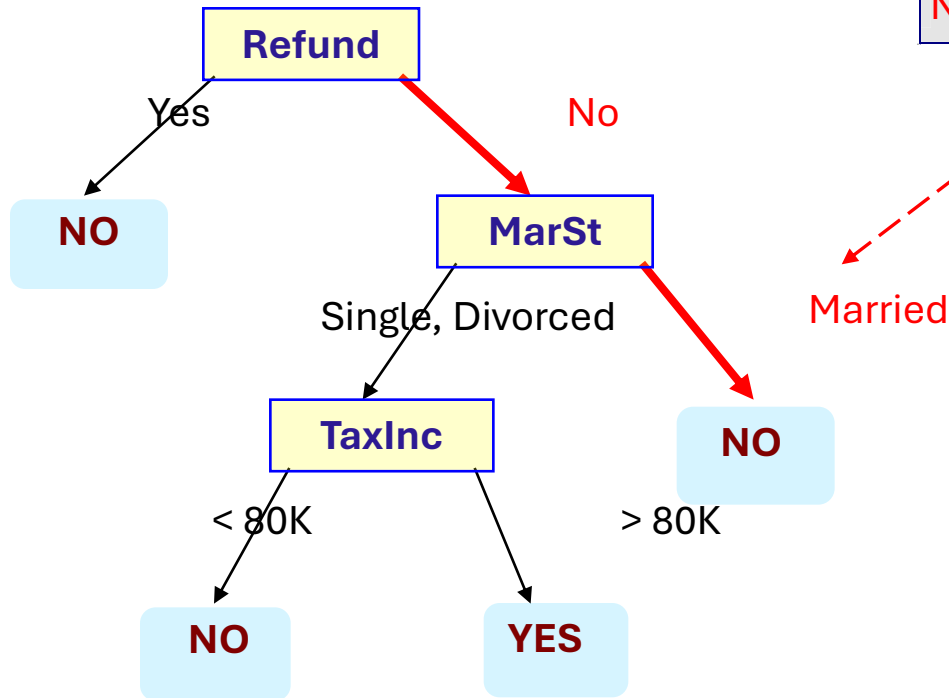 Refund
Yes
No
NO
MarSt
Single, Divorced
Married
TaxInc
NO
< 80K
> 80K
NO
YES